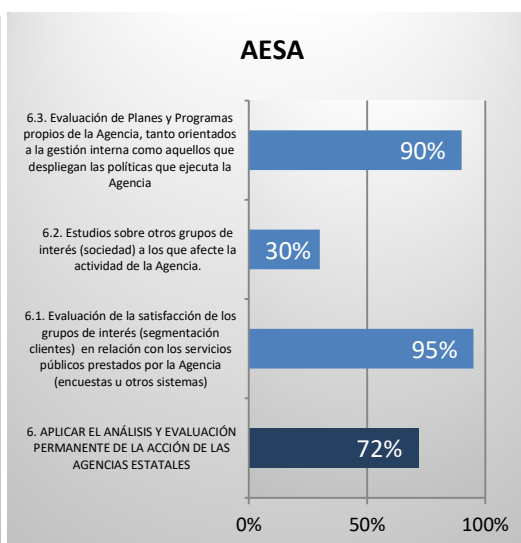 AESA
6.3. Evaluación de Planes y Programas
propios de la Agencia, tanto orientados
a la gestión interna como aquellos que
despliegan las políticas que ejecuta la
Agencia
90%
6.2. Estudios sobre otros grupos de
interés (sociedad) a los que afecte la
actividad de la Agencia.
30%
6.1. Evaluación de la satisfacción de los
grupos de interés (segmentación
clientes) en relación con los servicios
públicos prestados por la Agencia
(encuestas u otros sistemas)
95%
6. APLICAR EL ANÁLISIS Y EVALUACIÓN
PERMANENTE DE LA ACCIÓN DE LAS
AGENCIAS ESTATALES
72%
0% 50% 100%